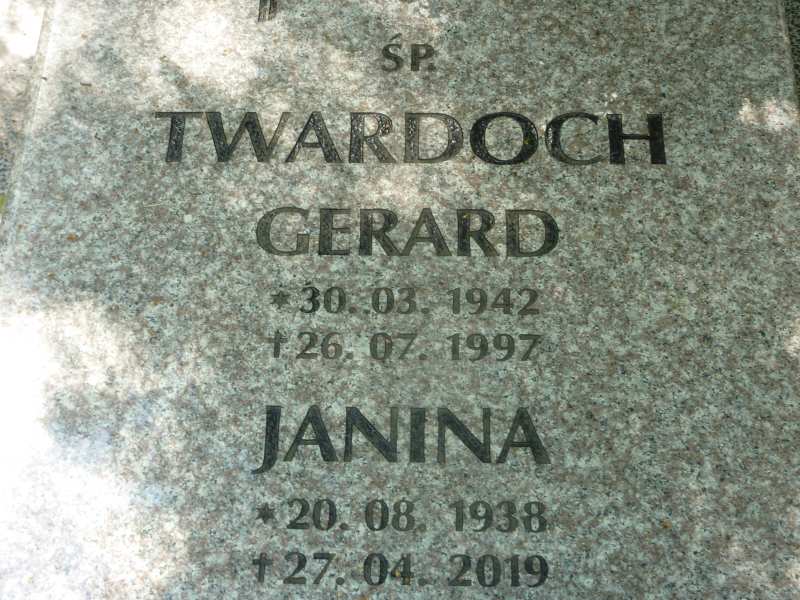 ŚP.
TWARDOCH
GERARD
* 30. 03. 1942
† 26. 07. 1997
JANINA
* 20. 08. 1938
† 27. 04. 2019